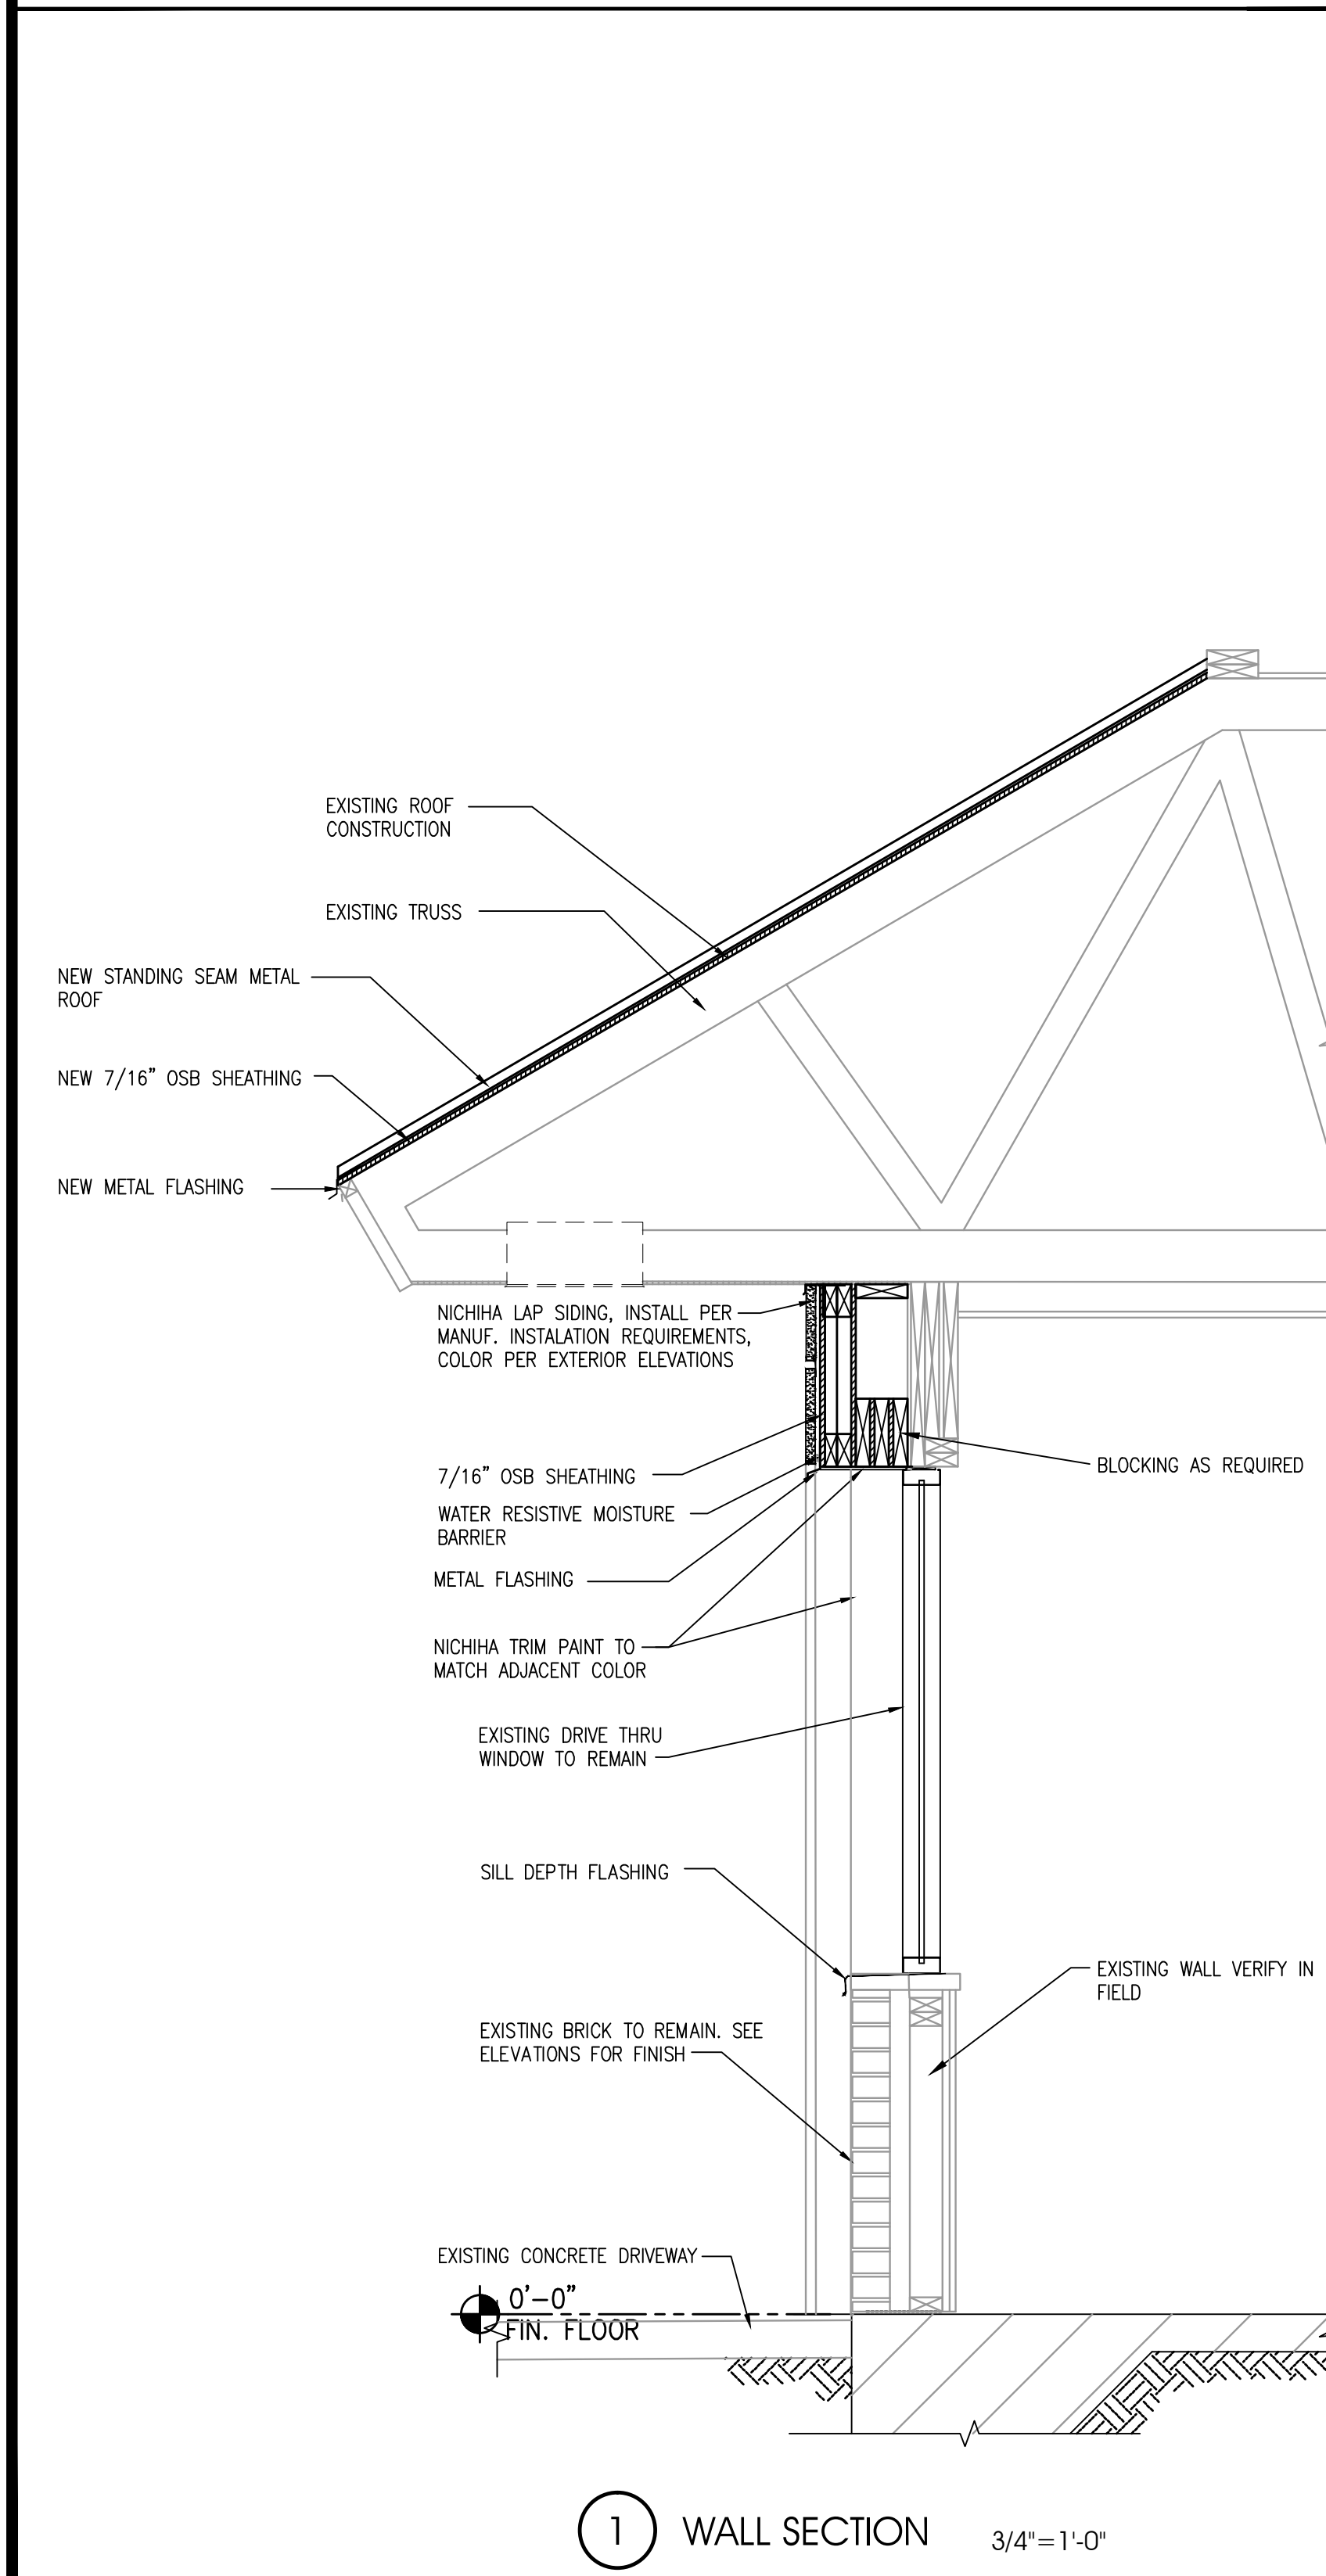 EXISTING ROOF
CONSTRUCTION
EXISTING TRUSS
NEW STANDING SEAM METAL
ROOF
NEW 7/16" OSB SHEATHING
NEW METAL FLASHING
NICHIHA LAP SIDING, INSTALL PER
MANUF. INSTALATION REQUIREMENTS,
COLOR PER EXTERIOR ELEVATIONS
BLOCKING AS REQUIRED
7/16" OSB SHEATHING
WATER RESISTIVE MOISTURE
BARRIER
METAL FLASHING
NICHIHA TRIM PAINT TO
MATCH ADJACENT COLOR
EXISTING DRIVE THRU
WINDOW TO REMAIN
SILL DEPTH FLASHING
EXISTING WALL VERIFY IN
FIELD
EXISTING BRICK TO REMAIN. SEE
ELEVATIONS FOR FINISH
EXISTING CONCRETE DRIVEWAY
0'-0"
FIN. FLOOR
1 WALL SECTION 3/4"=1'-0"